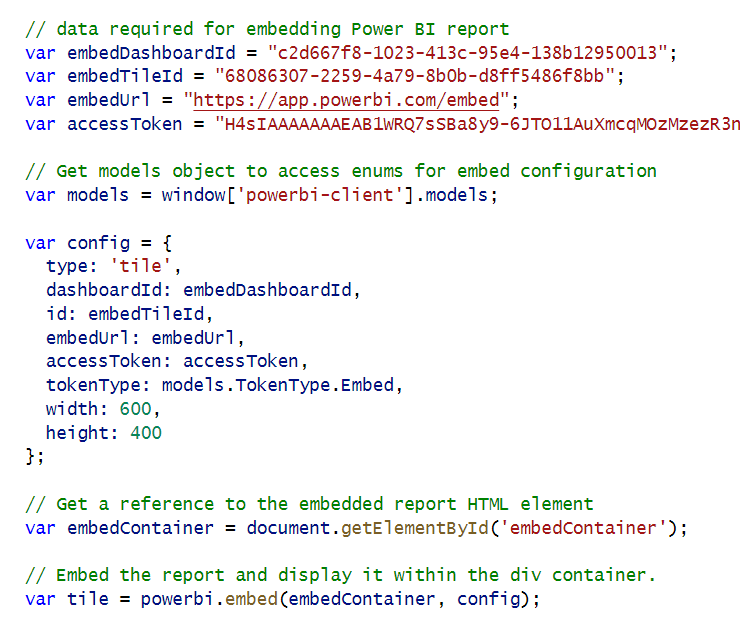 // data required for embedding Power BI report
var embedDashboardId = "c2d667f8-1023-413c-95e4-138b12950013";
var embedTileId = "68086307-2259-4a79-8b0b-d8ff5486f8bb";
var embedUrl = "https://app.powerbi.com/embed";
var accessToken = "H4sIAAAAAAAEAB1WRQ7sSBa8y9-6JTO11AuXmcqMOzMzezR3n
// Get models object to access enums for embed configuration
var models = window['powerbi-client'].models;
var config = {
  type: 'tile',
  dashboardId: embedDashboardId,
  id: embedTileId,
  embedUrl: embedUrl,
  accessToken: accessToken,
  tokenType: models.TokenType.Embed,
  width: 600,
  height: 400
};
// Get a reference to the embedded report HTML element
var embedContainer = document.getElementById('embedContainer');
// Embed the report and display it within the div container.
var tile = powerbi.embed(embedContainer, config);